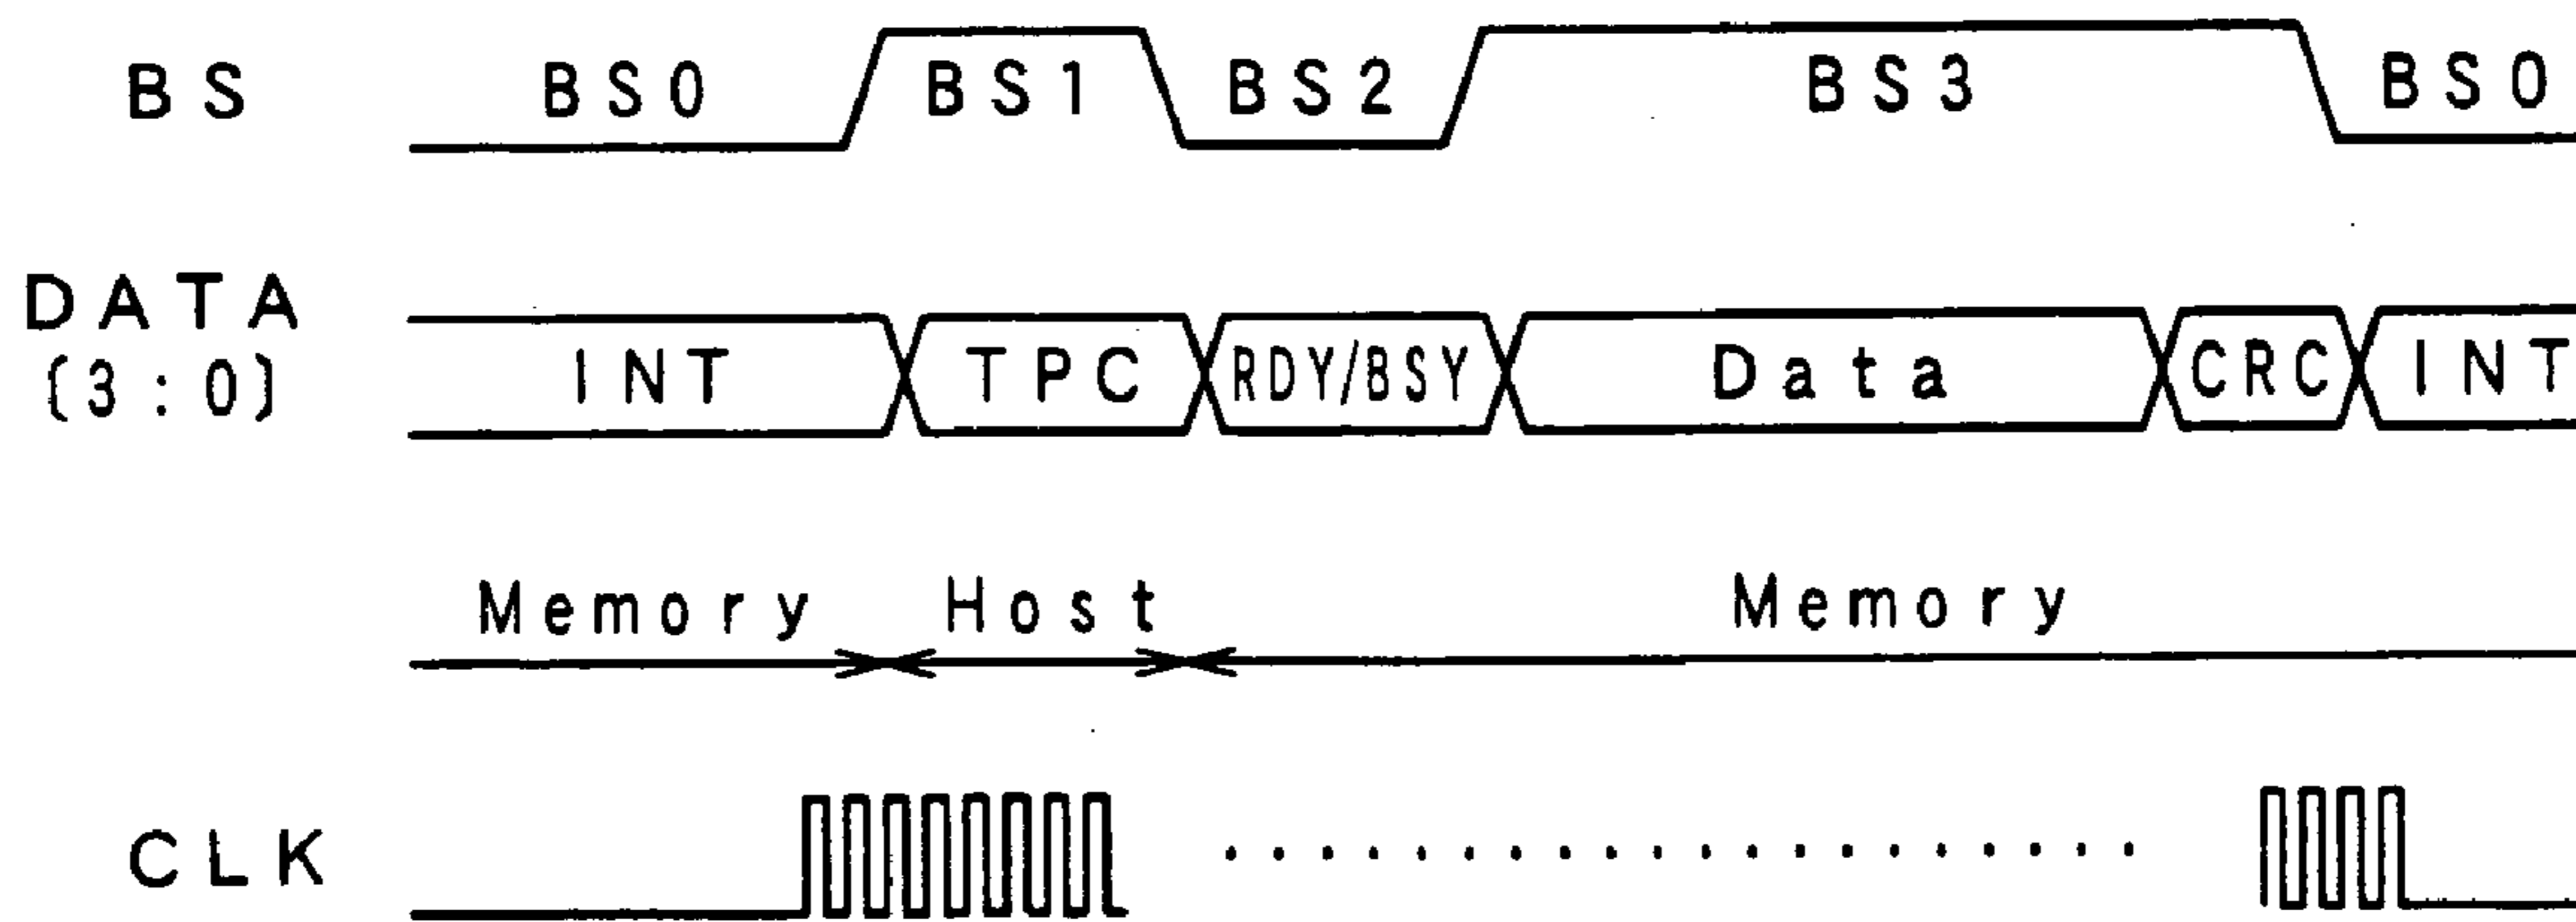 BS BS0 BS1 BS2 BS3 BS0
DATA
[3:0] INT TPC RDY/BSY Data CRC INT
Memory Host Memory
CLK